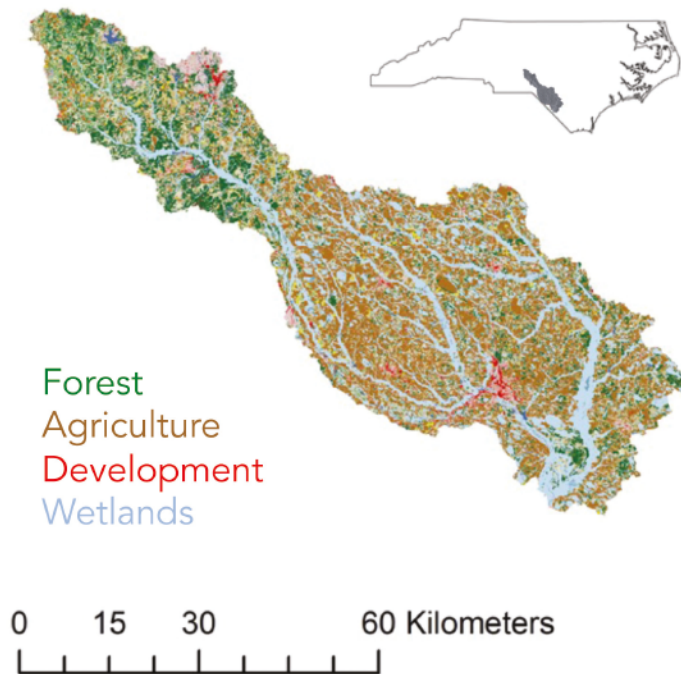 Forest
Agriculture
Development
Wetlands
0 15 30 60 Kilometers